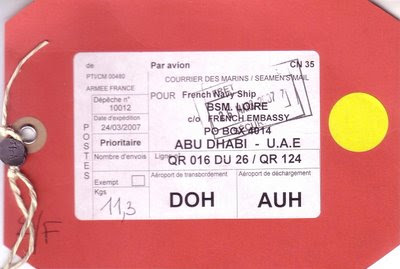 de
Par avion
CN 35
PTI/CM 00480
ARMEE FRANCE
COURRIER DES MARINS / SEAMEN'S MAIL
Dépêche n°
10012
POUR French Navy Ship
BSM. LOIRE
Date d'expédition
24/03/2007
c/o FRENCH EMBASSY
PO BOX 4014
Prioritaire
ABU DHABI - U.A.E
POSTES
Numéro d'envois
QR 016 DU 26 / QR 124
Exempt
Aéroport de transbordement
Aéroport de déchargement
Kgs
11,3
DOH
AUH